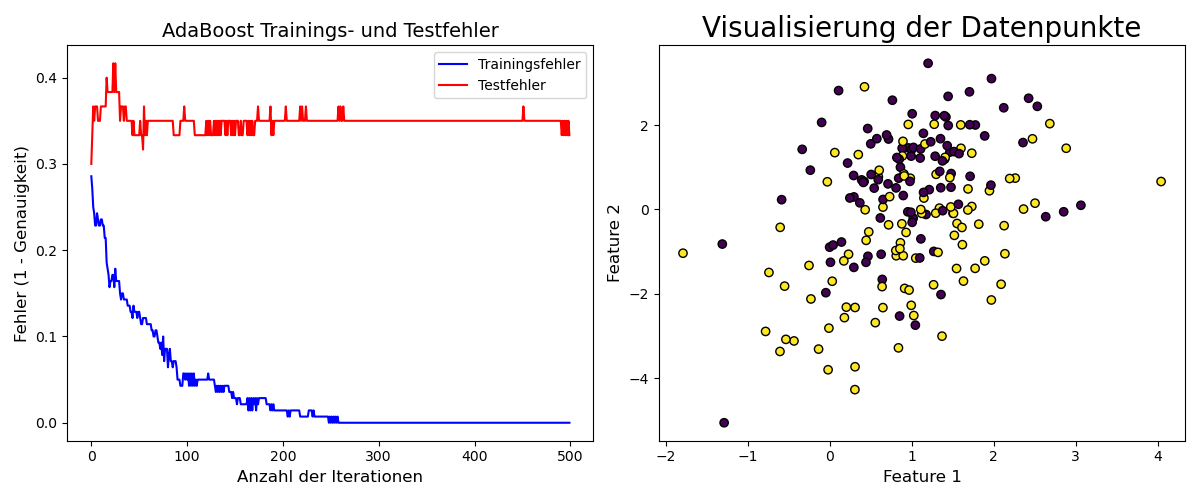 AdaBoost Trainings- und Testfehler
Fehler (1 - Genauigkeit)
0.4
0.3
0.2
0.1
0.0
Trainingsfehler
Testfehler
0 100 200 300 400 500
Anzahl der Iterationen
Visualisierung der Datenpunkte
Feature 2
2
0
−2
−4
−2 −1 0 1 2 3 4
Feature 1